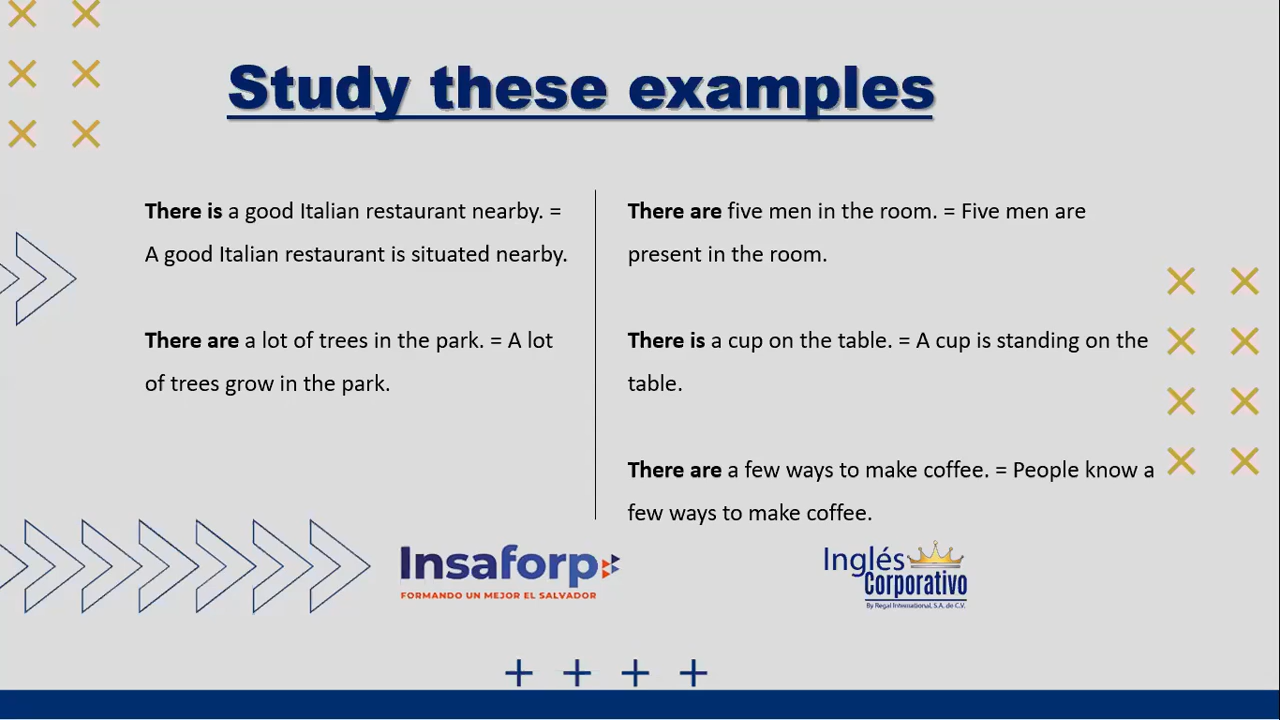 Study these examples
There is a good Italian restaurant nearby. =
A good Italian restaurant is situated nearby.
There are a lot of trees in the park. = A lot
of trees grow in the park.
There are five men in the room. = Five men are
present in the room.
There is a cup on the table. = A cup is standing on the
table.
There are a few ways to make coffee. = People know a
few ways to make coffee.
Insaforp
FORMANDO UN MEJOR EL SALVADOR
Inglés
Corporativo
By Regal International, S.A. de C.V.